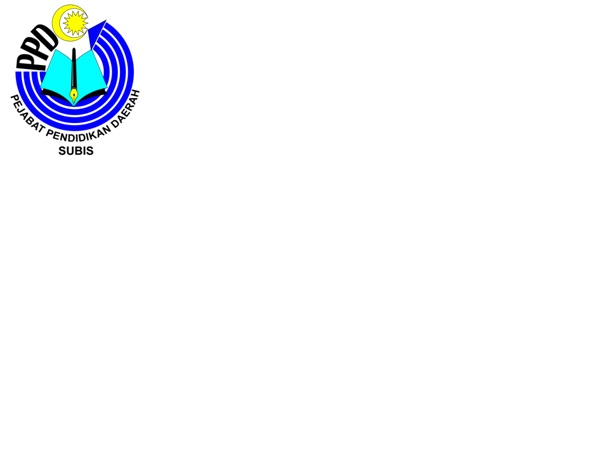 PPD
PEJABAT PENDIDIKAN DAERAH
SUBIS